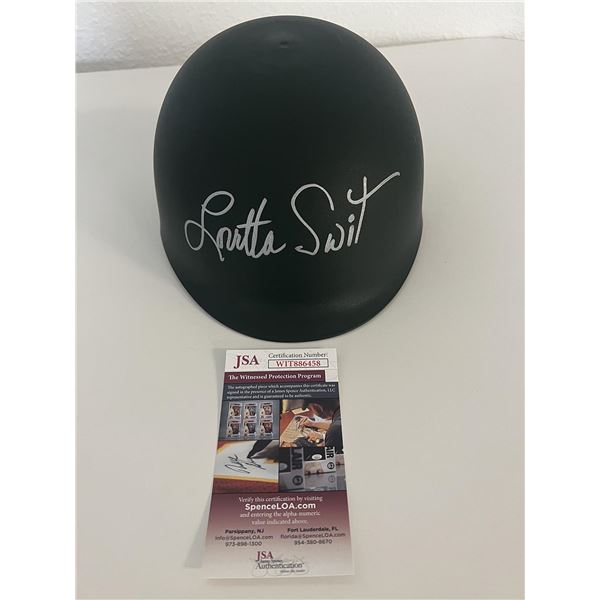 Loretta Swit
JSA
Certification Number
WIT886458
The Witnessed Protection Program
The autographed piece which accompanies this certificate was
signed in the presence of a James Spence Authentication, LLC
representative and is guaranteed to be authentic.
Verify this certification by visiting
SpenceLOA.com
and entering the alpha-numeric
value indicated above.
Parsippany, NJ
info@SpenceLOA.com
973-898-1300
Fort Lauderdale, FL
florida@SpenceLOA.com
954-380-8670
JSA
Authentication